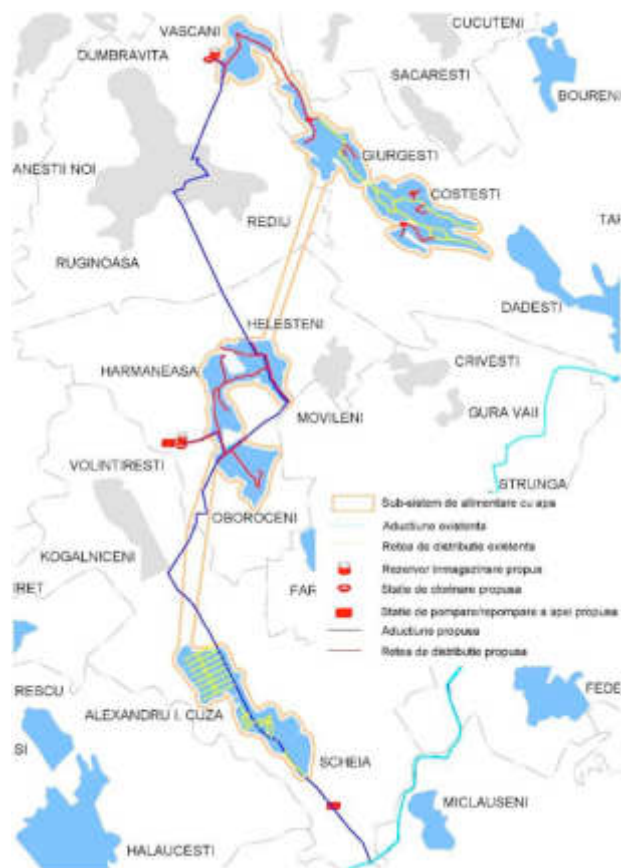 CUCUTENI
VASCANI
DUMBRAVITA
SACARESTI
BOURENI
GIURGESTI
ANESTII NOI
COSTESTI
REDIU
TAR
RUGINOASA
DADESTI
HELESTENI
HARMANEASA
CRIVESTI
MOVILENI
GURA VAII
VOLINTIRESTI
STRUNGA
Sub-sistem de alimentare cu apa
OBOROCENI
Aductiune existenta
Retea de distributie existenta
KOGALNICENI
Rezervor inmagazinare propus
IRET
FAR
Statie de clorinare propusa
Statie de pompare/repompare a apei propusa
Aductiune propusa
Retea de distributie propusa
RESCU
FEDE
ALEXANDRU I. CUZA
SI
SCHEIA
MICLAUSENI
HALAUCESTI